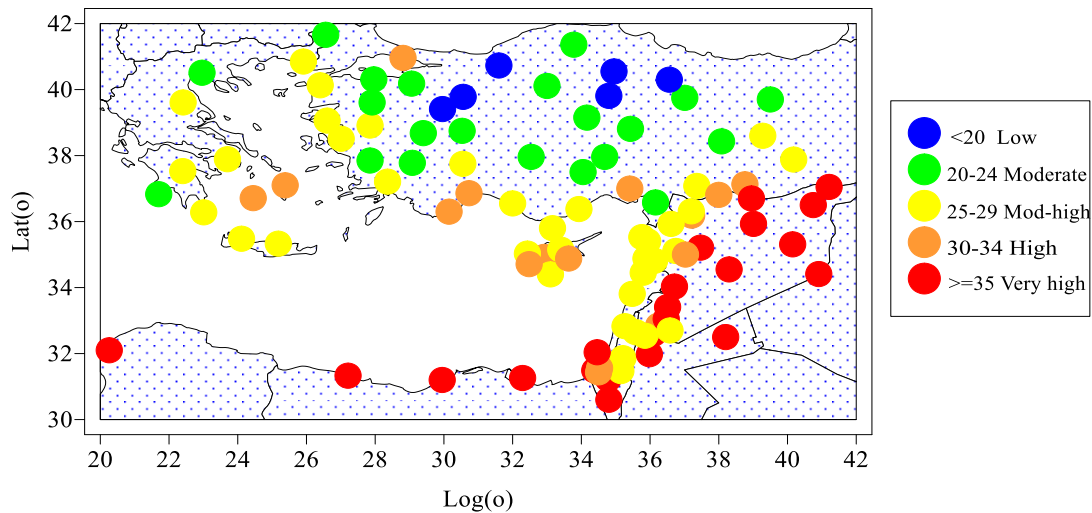 42
40
38
36
34
32
30
Lat(o)
20 22 24 26 28 30 32 34 36 38 40 42
Log(o)
<20 Low
20-24 Moderate
25-29 Mod-high
30-34 High
>=35 Very high